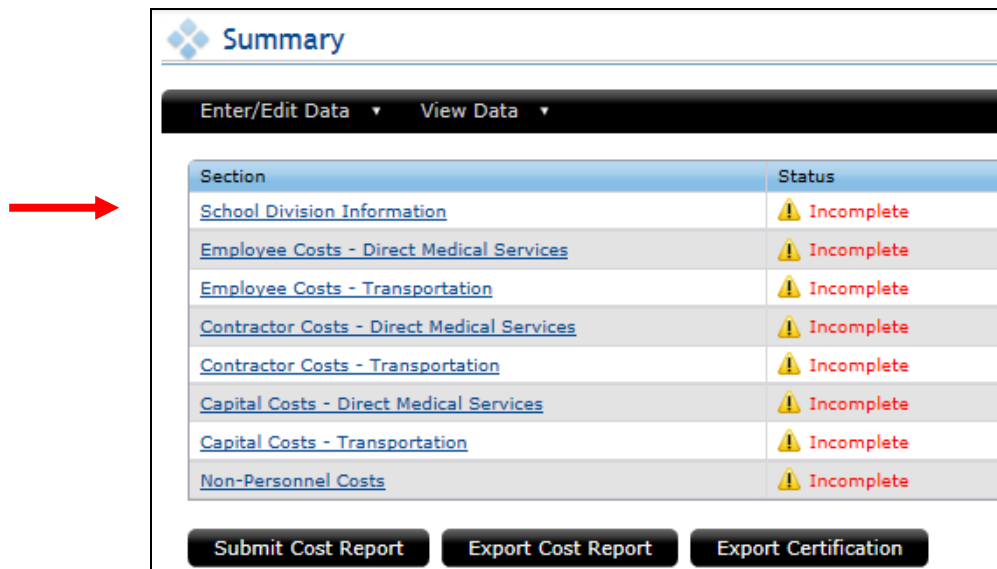 Summary
Enter/Edit Data ▼ View Data ▼
Section Status
School Division Information Incomplete
Employee Costs - Direct Medical Services Incomplete
Employee Costs - Transportation Incomplete
Contractor Costs - Direct Medical Services Incomplete
Contractor Costs - Transportation Incomplete
Capital Costs - Direct Medical Services Incomplete
Capital Costs - Transportation Incomplete
Non-Personnel Costs Incomplete
Submit Cost Report Export Cost Report Export Certification